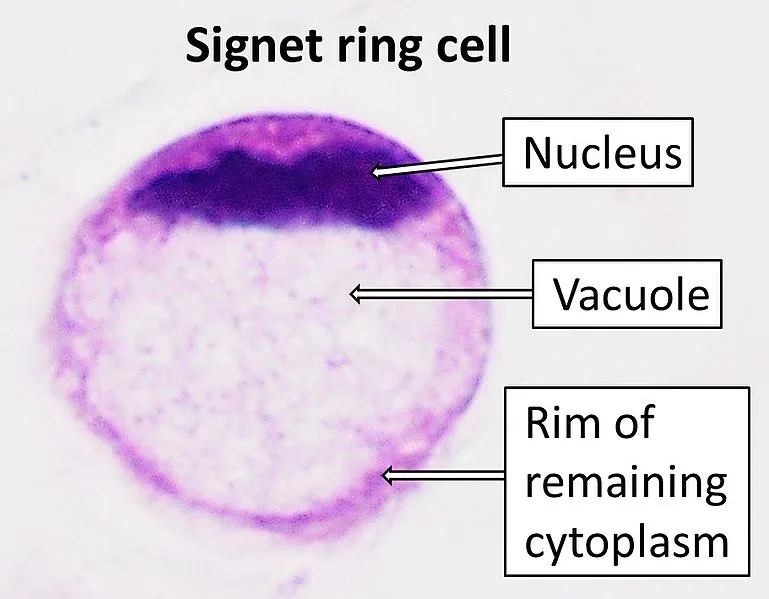 Signet ring cell
Nucleus
Vacuole
Rim of
remaining
cytoplasm